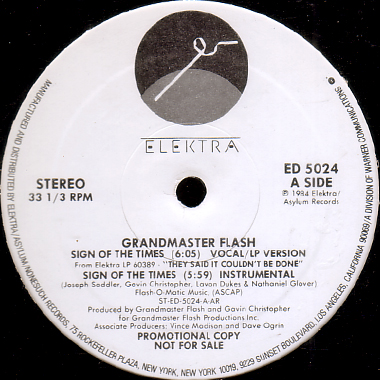 ELEKTRA
STEREO
33 1/3 RPM
ED 5024
A SIDE
℗ 1984 Elektra/
Asylum Records
GRANDMASTER FLASH
SIGN OF THE TIMES (6:05) VOCAL/LP VERSION
From Elektra LP 60389 - "THEY SAID IT COULDN'T BE DONE"
SIGN OF THE TIMES (5:59) INSTRUMENTAL
(Joseph Saddler, Gavin Christopher, Lavon Dukes & Nathaniel Glover)
Flash-O-Matic Music, (ASCAP)
ST-ED-5024-A-AR
Produced by Grandmaster Flash and Gavin Christopher
for Grandmaster Flash Productions Inc.
Associate Producers: Vince Madison and Dave Ogrin
PROMOTIONAL COPY
NOT FOR SALE
MANUFACTURED AND DISTRIBUTED BY ELEKTRA/ASYLUM/NONESUCH RECORDS, 75 ROCKEFELLER PLAZA, NEW YORK, NEW YORK 10019, 9229 SUNSET BOULEVARD, LOS ANGELES, CALIFORNIA 90069/A DIVISION OF WARNER COMMUNICATIONS